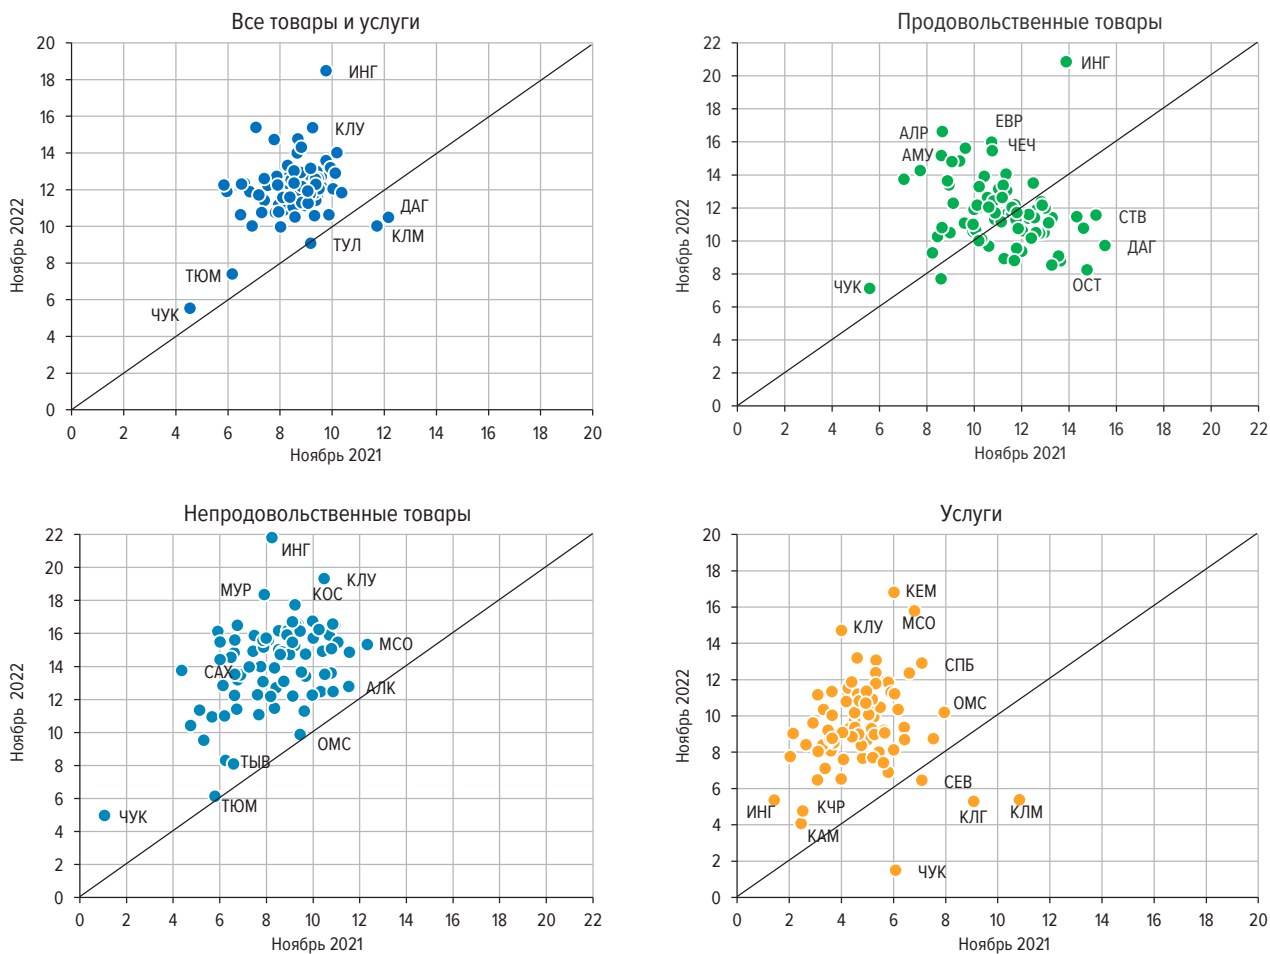 Все товары и услуги
20
18
16
14
12
10
8
6
4
2
0
ИНГ
КЛУ
ДАГ
КЛМ
ТУЛ
ТЮМ
ЧУК
0 2 4 6 8 10 12 14 16 18 20
Ноябрь 2021
Ноябрь 2022
Продовольственные товары
22
20
18
16
14
12
10
8
6
4
2
0
ИНГ
ЕВР
АЛР
ЧЕЧ
АМУ
СТВ
ДАГ
ОСТ
ЧУК
0 2 4 6 8 10 12 14 16 18 20 22
Ноябрь 2021
Ноябрь 2022
Непродовольственные товары
22
20
18
16
14
12
10
8
6
4
2
0
ИНГ
КЛУ
МУР
КОС
МСО
САХ
АЛК
ОМС
ТЫВ
ТЮМ
ЧУК
0 2 4 6 8 10 12 14 16 18 20 22
Ноябрь 2021
Ноябрь 2022
Услуги
20
18
16
14
12
10
8
6
4
2
0
КЕМ
МСО
КЛУ
СПБ
ОМС
СЕВ
ИНГ
КЧР
КЛГ
КЛМ
КАМ
ЧУК
0 2 4 6 8 10 12 14 16 18 20
Ноябрь 2021
Ноябрь 2022